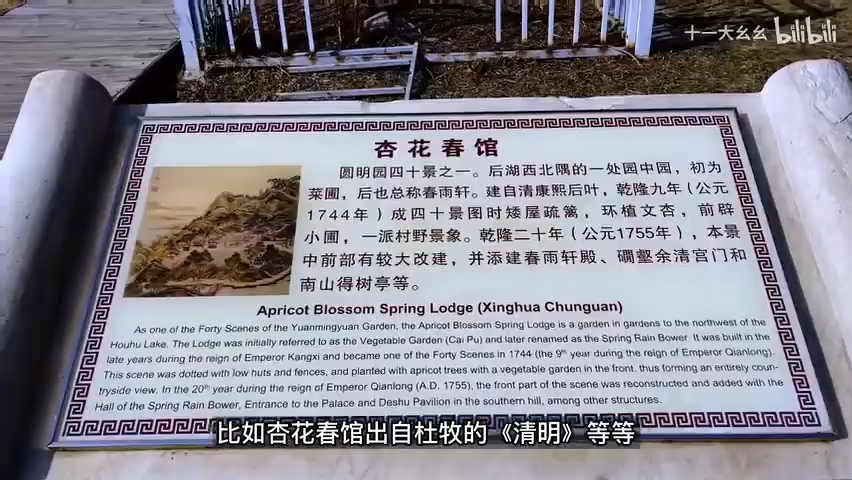 十一大幺幺 bilibili
杏花春馆
圆明园四十景之一。后湖西北隅的一处园中园，初为
菜圃，后也总称春雨轩。建自清康熙后叶，乾隆九年（公元
1744年）成四十景图时矮屋疏篱，环植文杏，前辟
小圃，一派村野景象。乾隆二十年（公元1755年），本景
中前部有较大改建，并添建春雨轩殿、磵壑余清宫门和
南山得树亭等。
Apricot Blossom Spring Lodge (Xinghua Chunguan)
As one of the Forty Scenes of the Yuanmingyuan Garden, the Apricot Blossom Spring Lodge is a garden in gardens to the northwest of the
Houhu Lake. The Lodge was initially referred to as the Vegetable Garden (Cai Pu) and later renamed as the Spring Rain Bower. It was built in the
late years during the reign of Emperor Kangxi and became one of the Forty Scenes in 1744 (the 9th year during the reign of Emperor Qianlong).
This scene was dotted with low huts and fences, and planted with apricot trees with a vegetable garden in the front, thus forming an entirely coun-
tryside view. In the 20th year during the reign of Emperor Qianlong (A.D. 1755), the front part of the scene was reconstructed and added with the
Hall of the Spring Rain Bower, Entrance to the Palace and Deshu Pavilion in the southern hill, among other structures.
比如杏花春馆出自杜牧的《清明》等等